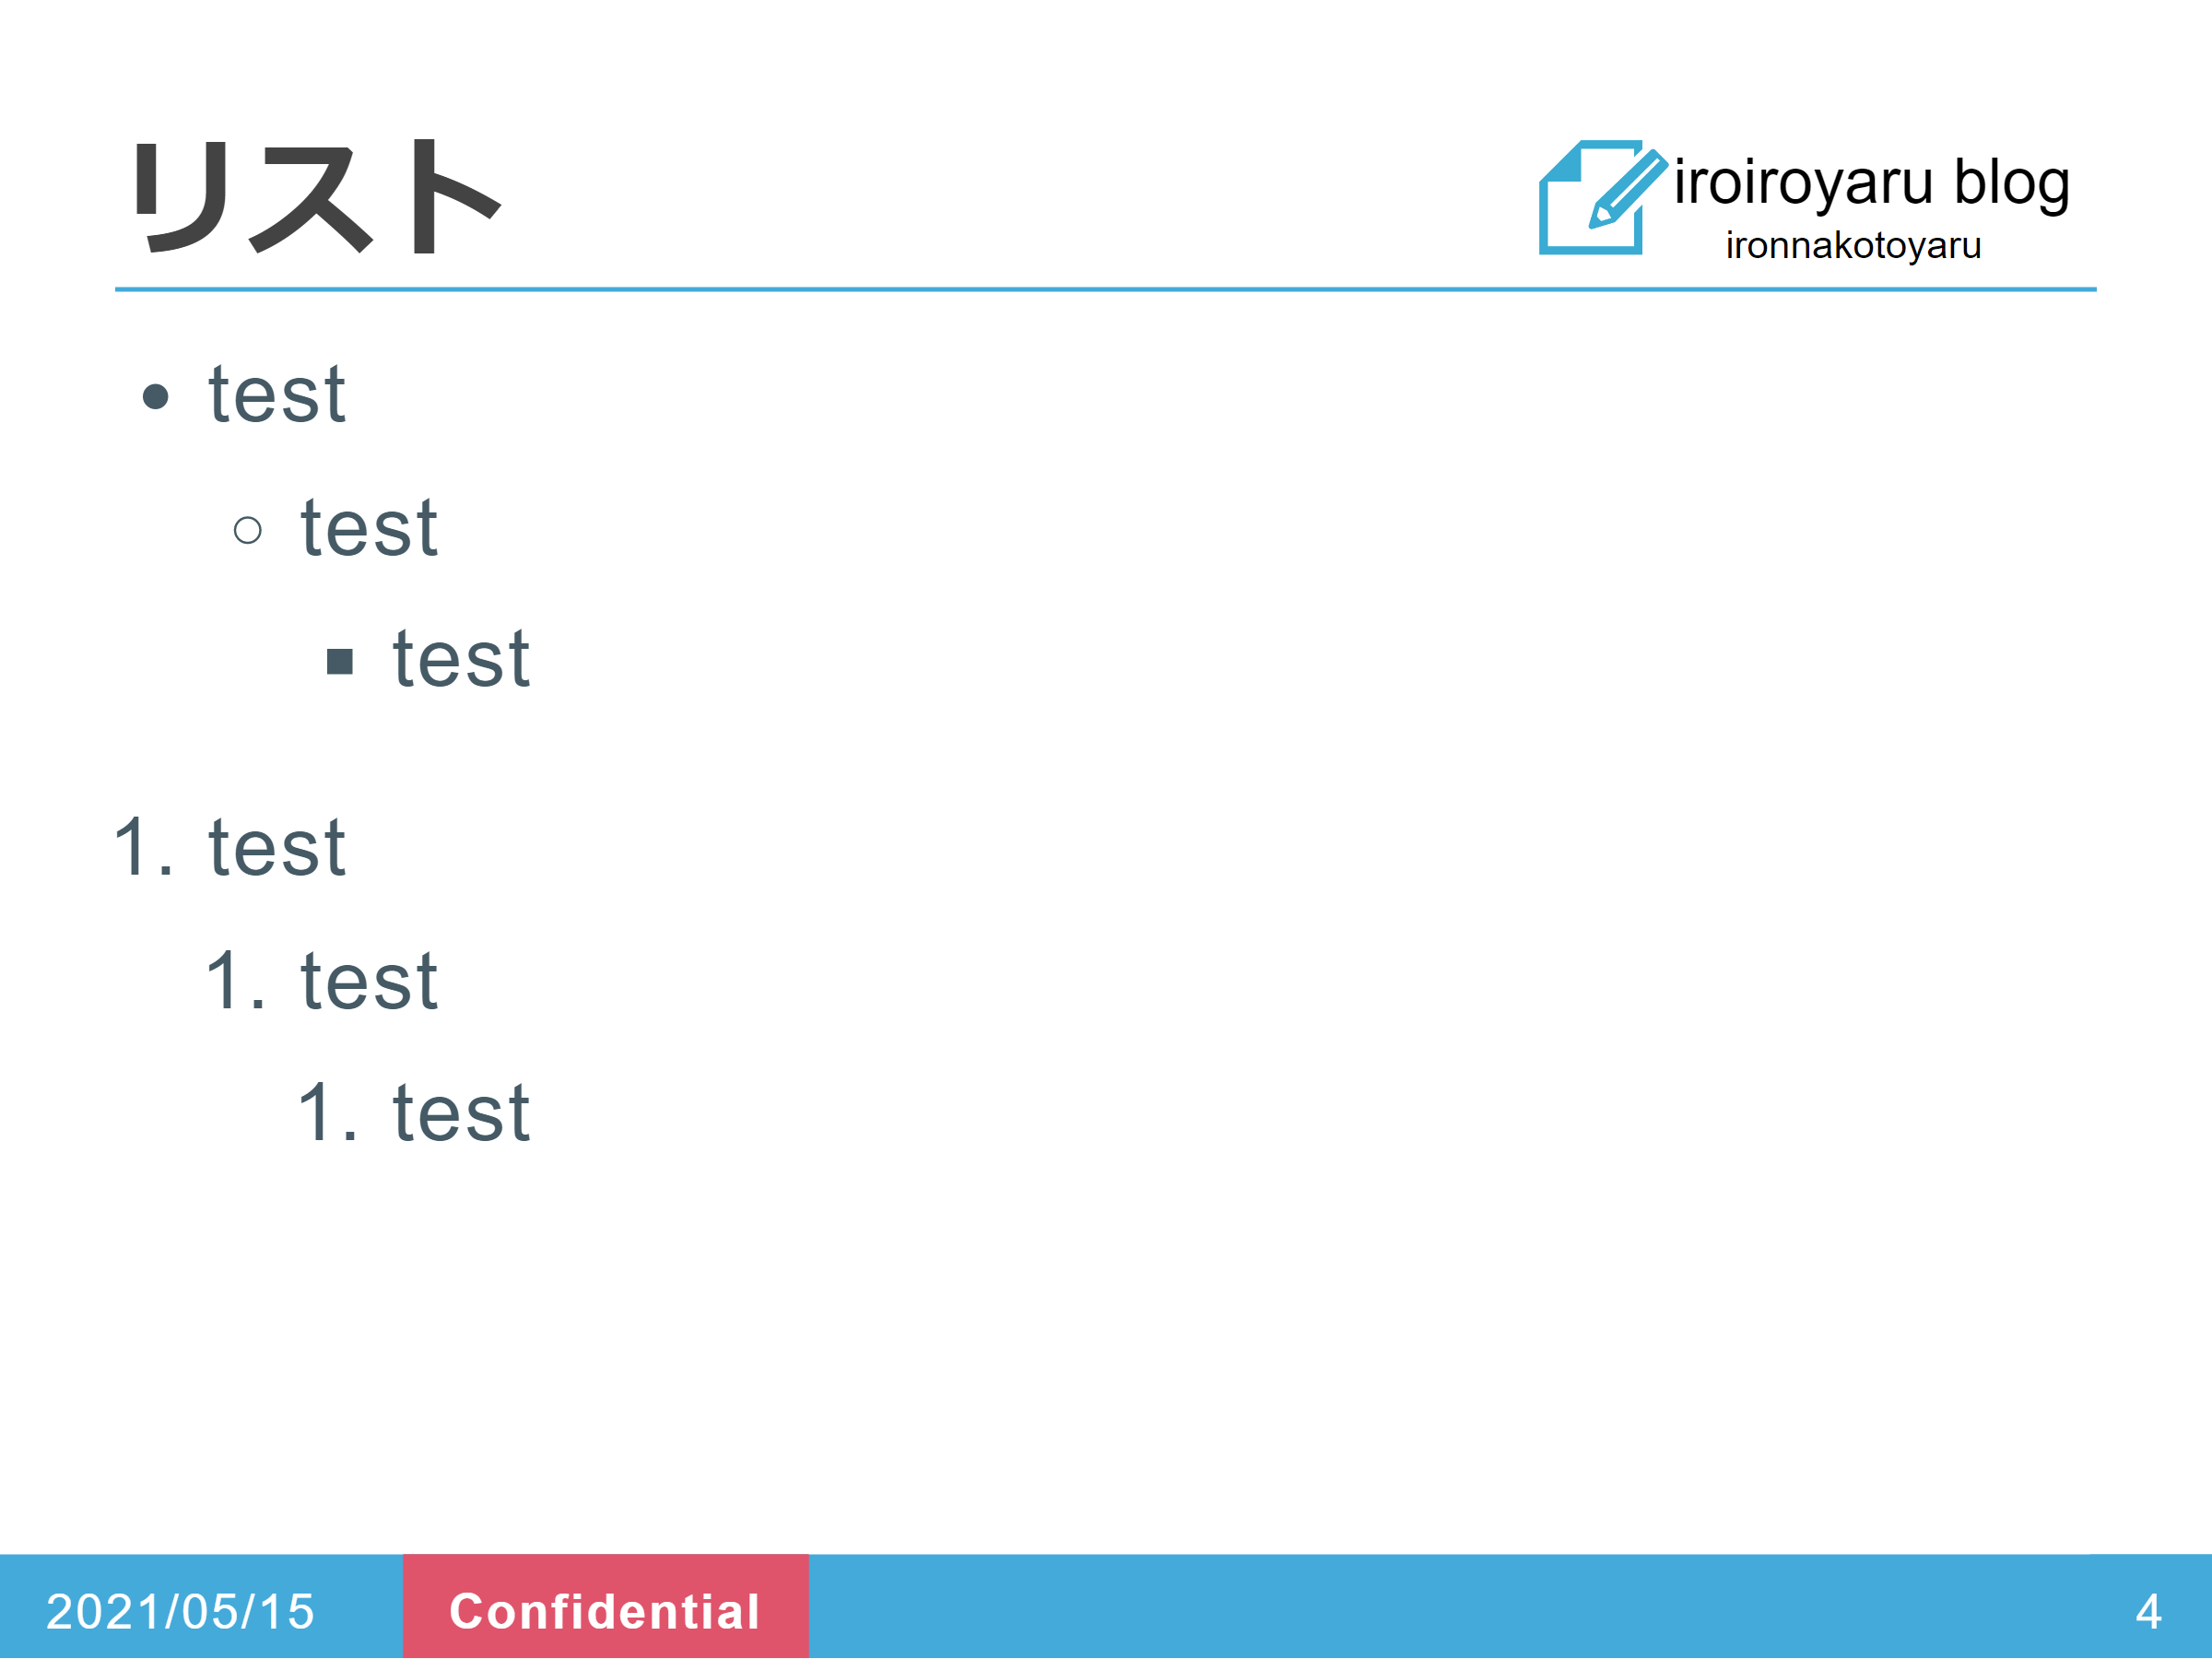 リスト
iroiroyaru blog
ironnakotoyaru
• test
○ test
■ test
1. test
1. test
1. test
2021/05/15
Confidential
4